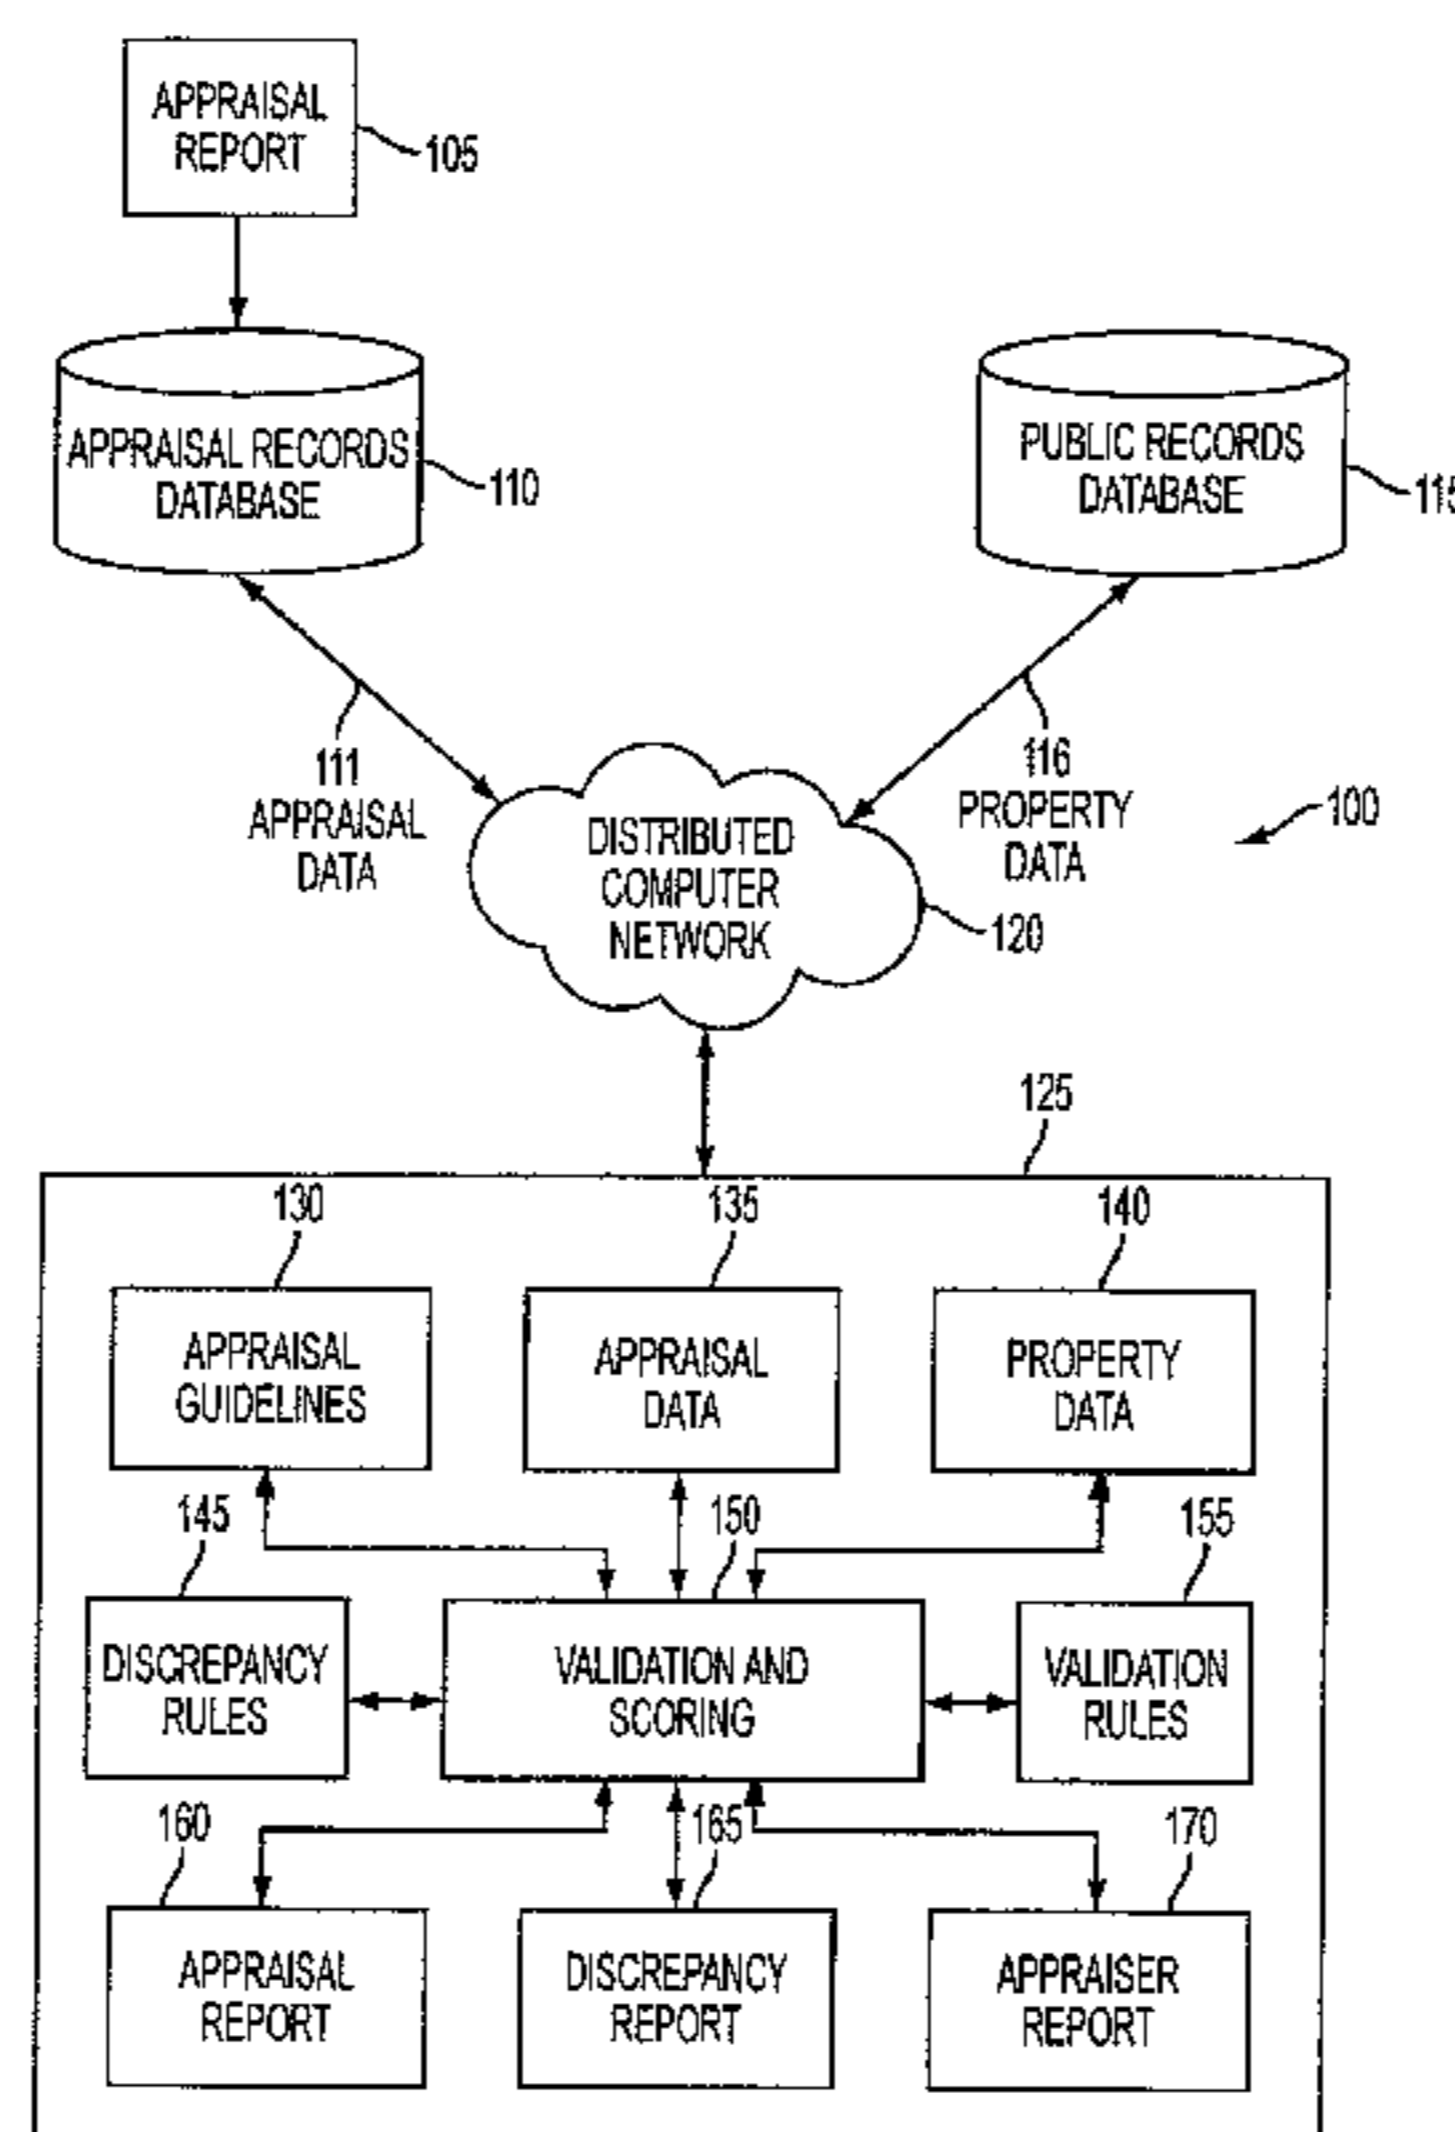 APPRAISAL
REPORT
105
APPRAISAL RECORDS
DATABASE
110
PUBLIC RECORDS
DATABASE
115
111
APPRAISAL
DATA
116
PROPERTY
DATA
100
DISTRIBUTED
COMPUTER
NETWORK
120
125
130
135
140
APPRAISAL
GUIDELINES
APPRAISAL
DATA
PROPERTY
DATA
145
150
155
DISCREPANCY
RULES
VALIDATION AND
SCORING
VALIDATION
RULES
160
165
170
APPRAISAL
REPORT
DISCREPANCY
REPORT
APPRAISER
REPORT